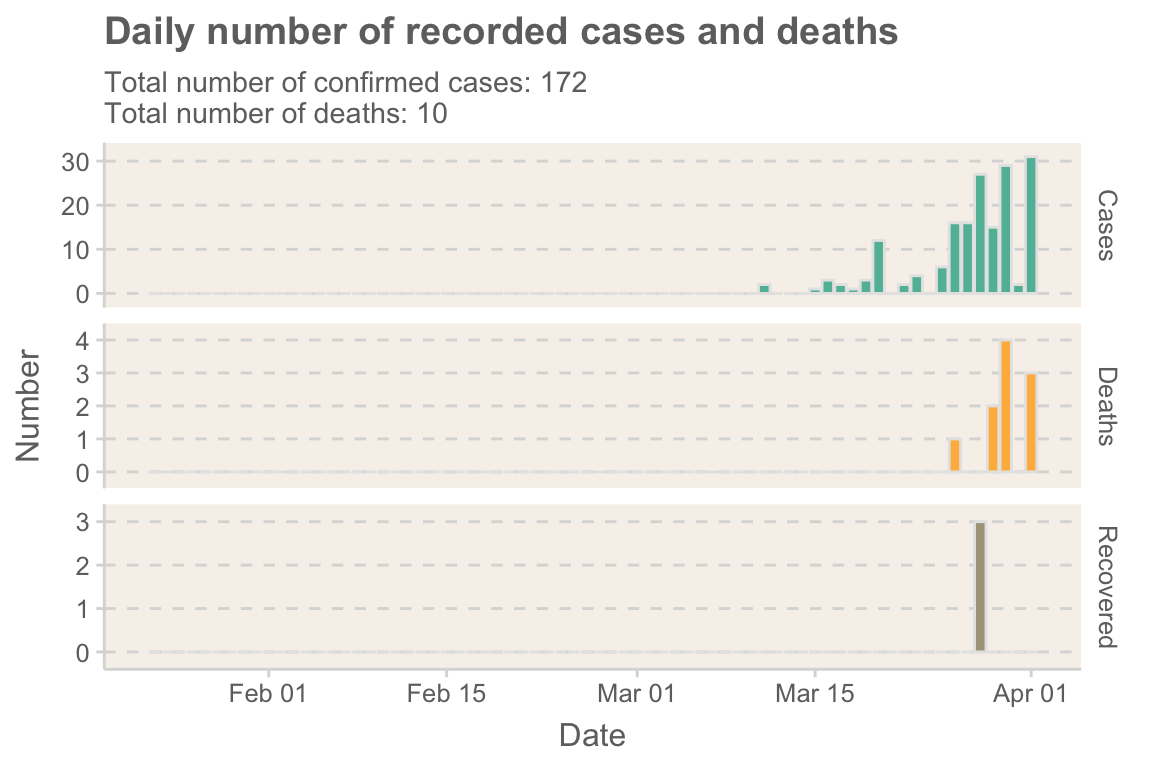 Daily number of recorded cases and deaths
Total number of confirmed cases: 172
Total number of deaths: 10
30
20
10
0
Cases
4
3
2
1
0
Deaths
3
2
1
0
Recovered
Number
Feb 01
Feb 15
Mar 01
Mar 15
Apr 01
Date